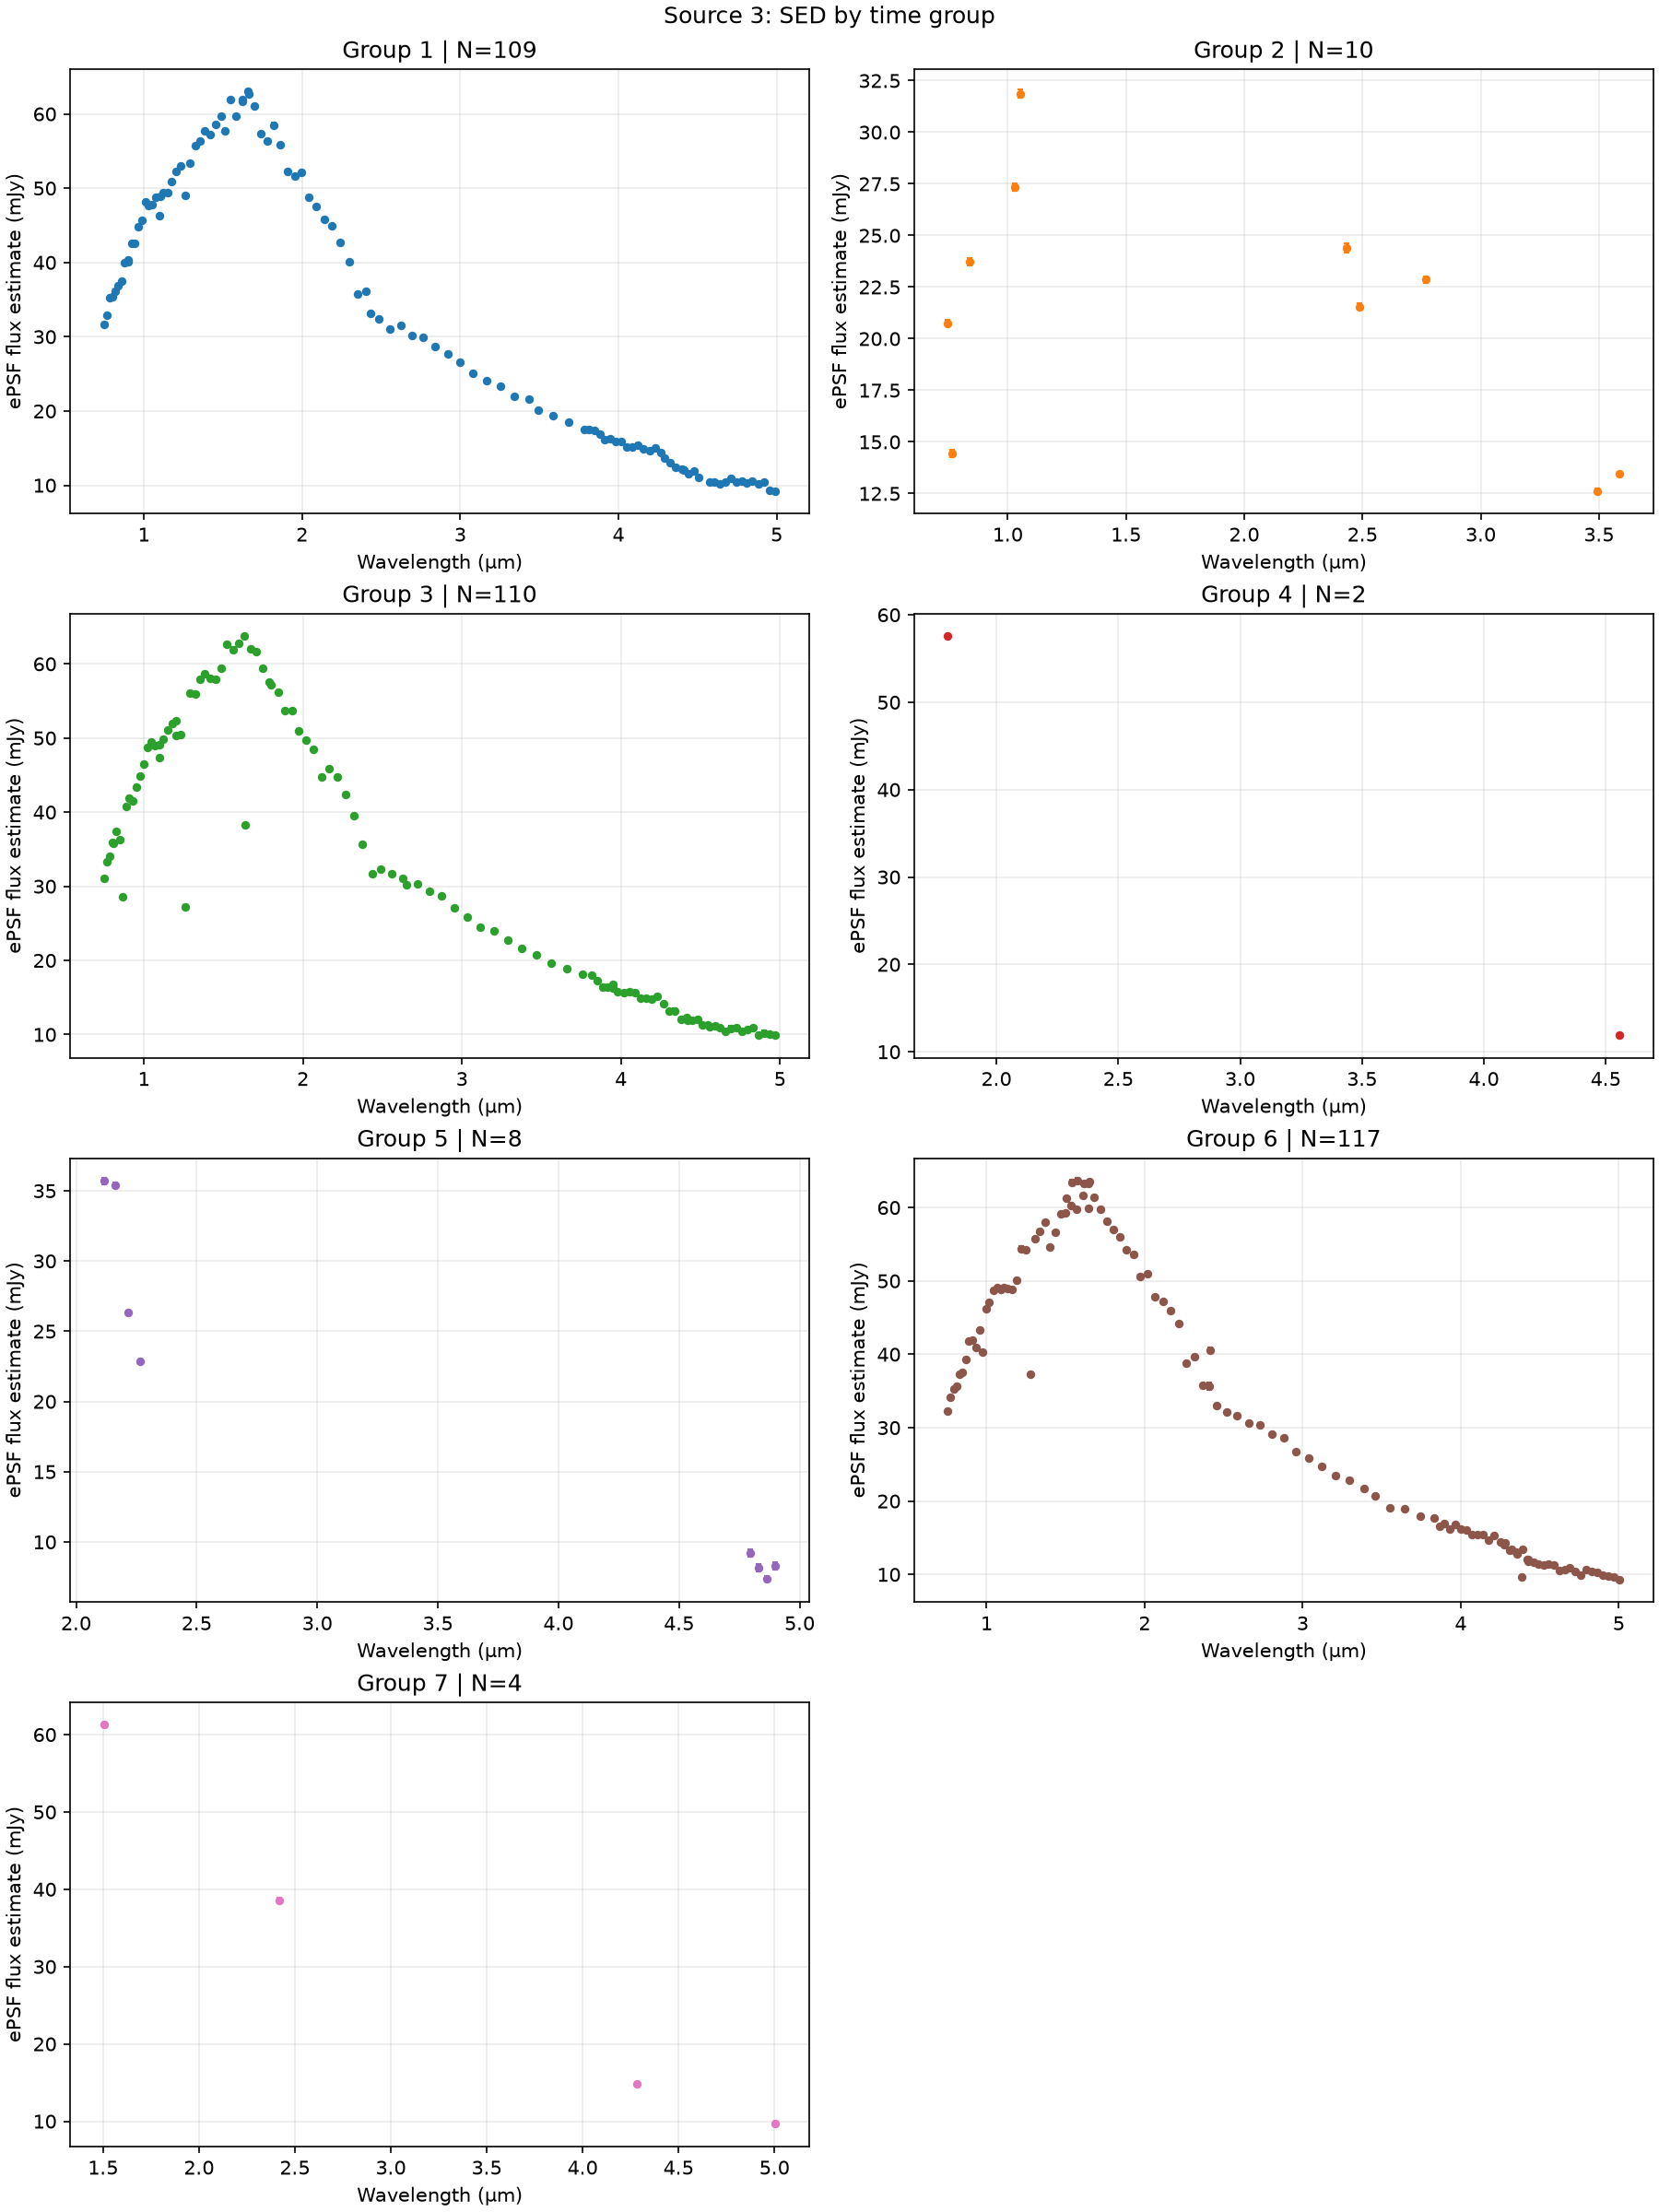 Source 3: SED by time group
Group 1 | N=109
ePSF flux estimate (mJy)
60
50
40
30
20
10
1 2 3 4 5
Wavelength (µm)
Group 2 | N=10
ePSF flux estimate (mJy)
32.5
30.0
27.5
25.0
22.5
20.0
17.5
15.0
12.5
1.0 1.5 2.0 2.5 3.0 3.5
Wavelength (µm)
Group 3 | N=110
ePSF flux estimate (mJy)
60
50
40
30
20
10
1 2 3 4 5
Wavelength (µm)
Group 4 | N=2
ePSF flux estimate (mJy)
60
50
40
30
20
10
2.0 2.5 3.0 3.5 4.0 4.5
Wavelength (µm)
Group 5 | N=8
ePSF flux estimate (mJy)
35
30
25
20
15
10
2.0 2.5 3.0 3.5 4.0 4.5 5.0
Wavelength (µm)
Group 6 | N=117
ePSF flux estimate (mJy)
60
50
40
30
20
10
1 2 3 4 5
Wavelength (µm)
Group 7 | N=4
ePSF flux estimate (mJy)
60
50
40
30
20
10
1.5 2.0 2.5 3.0 3.5 4.0 4.5 5.0
Wavelength (µm)